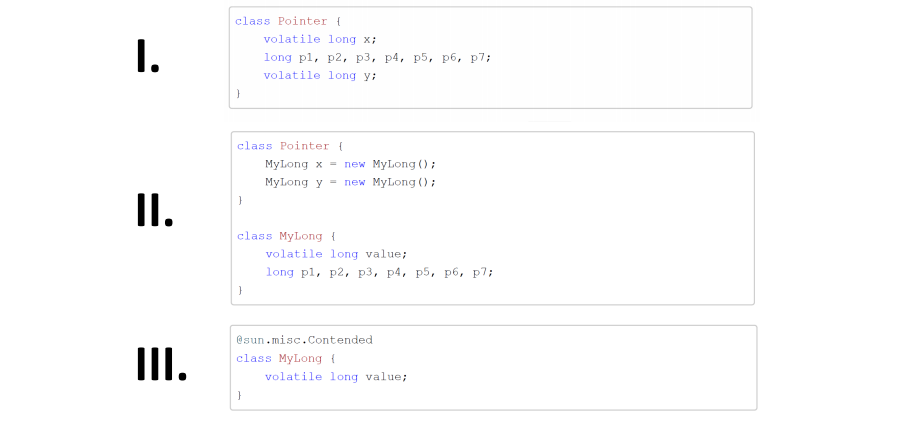 I.
class Pointer {
    volatile long x;
    long p1, p2, p3, p4, p5, p6, p7;
    volatile long y;
}
II.
class Pointer {
    MyLong x = new MyLong();
    MyLong y = new MyLong();
}
class MyLong {
    volatile long value;
    long p1, p2, p3, p4, p5, p6, p7;
}
III.
@sun.misc.Contended
class MyLong {
    volatile long value;
}